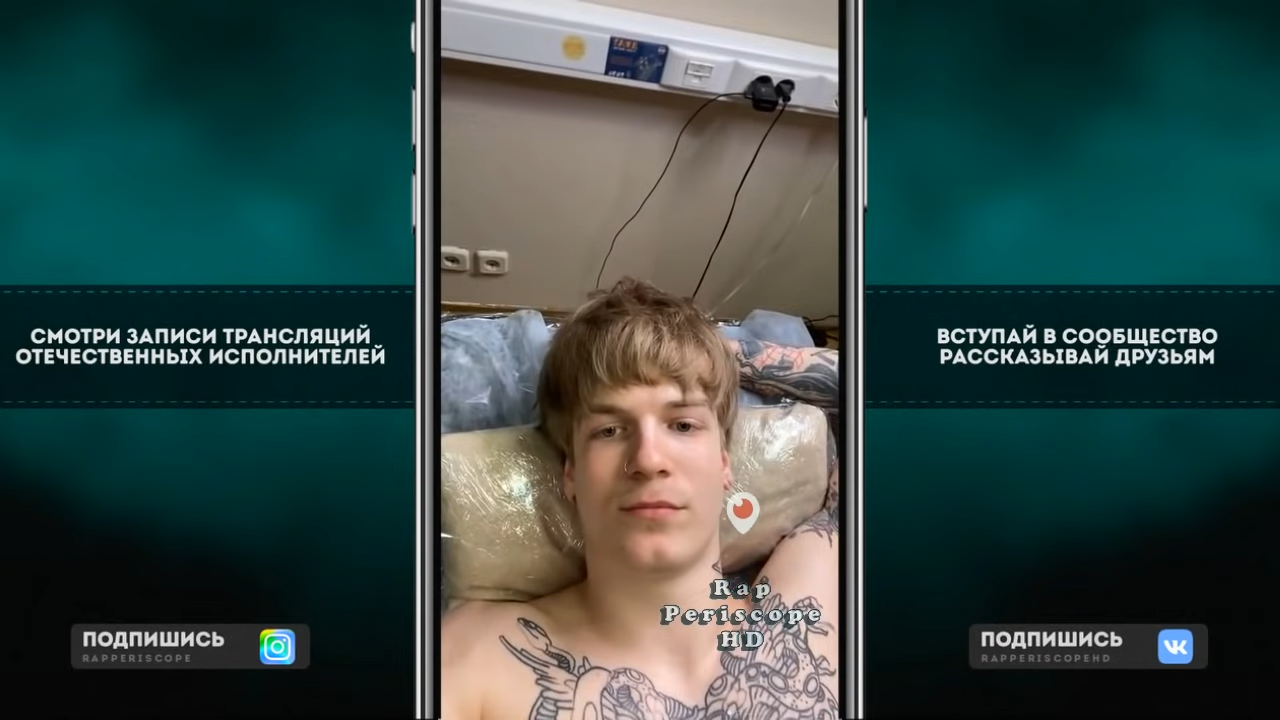 СМОТРИ ЗАПИСИ ТРАНСЛЯЦИЙ
ОТЕЧЕСТВЕННЫХ ИСПОЛНИТЕЛЕЙ
ВСТУПАЙ В СООБЩЕСТВО
РАССКАЗЫВАЙ ДРУЗЬЯМ
Rap
Periscope
HD
ПОДПИШИСЬ
RAPPERISCOPE
ПОДПИШИСЬ
RAPPERISCOPEHD